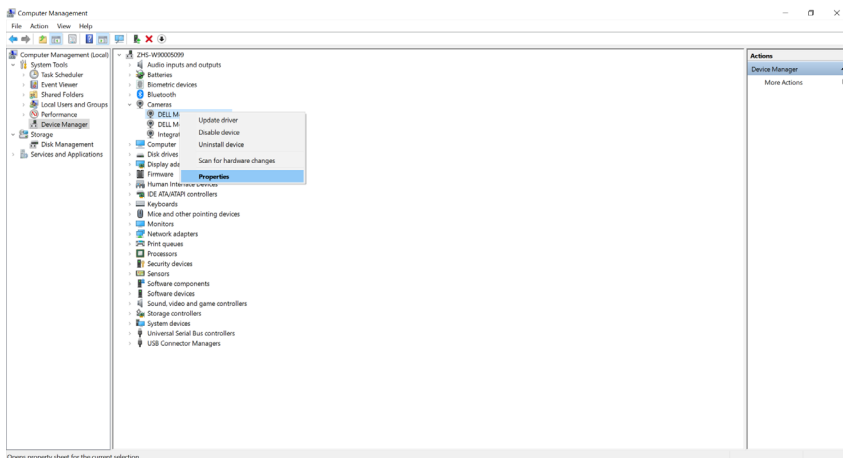 Computer Management
File Action View Help
Computer Management (Local)
System Tools
Task Scheduler
Event Viewer
Shared Folders
Local Users and Groups
Performance
Device Manager
Storage
Disk Management
Services and Applications
ZHS-W90005099
Audio inputs and outputs
Batteries
Biometric devices
Bluetooth
Cameras
DELL M
DELL M
Integrat
Computer
Disk drives
Display ada
Firmware
Human Interface Devices
IDE ATA/ATAPI controllers
Keyboards
Mice and other pointing devices
Monitors
Network adapters
Print queues
Processors
Security devices
Sensors
Software components
Software devices
Sound, video and game controllers
Storage controllers
System devices
Universal Serial Bus controllers
USB Connector Managers
Update driver
Disable device
Uninstall device
Scan for hardware changes
Properties
Actions
Device Manager
More Actions
Opens property sheet for the current selection.